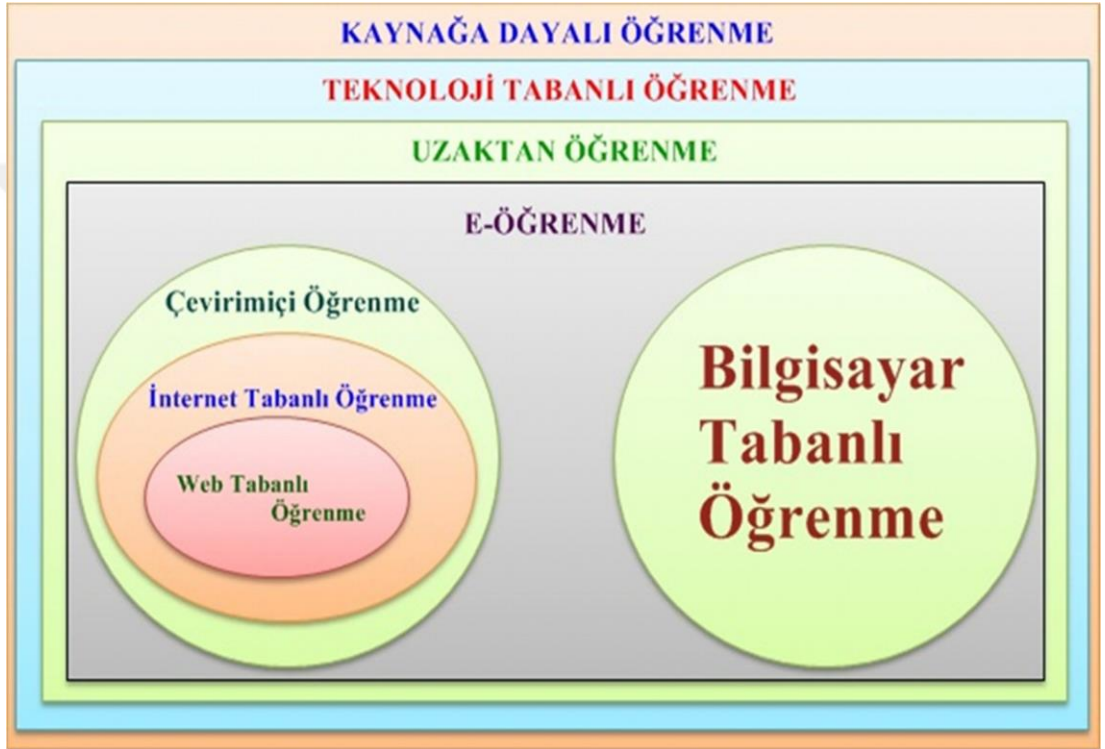 KAYNAĞA DAYALI ÖĞRENME
TEKNOLOJİ TABANLI ÖĞRENME
UZAKTAN ÖĞRENME
E-ÖĞRENME
Çevirimiçi Öğrenme
İnternet Tabanlı Öğrenme
Web Tabanlı
Öğrenme
Bilgisayar
Tabanlı
Öğrenme